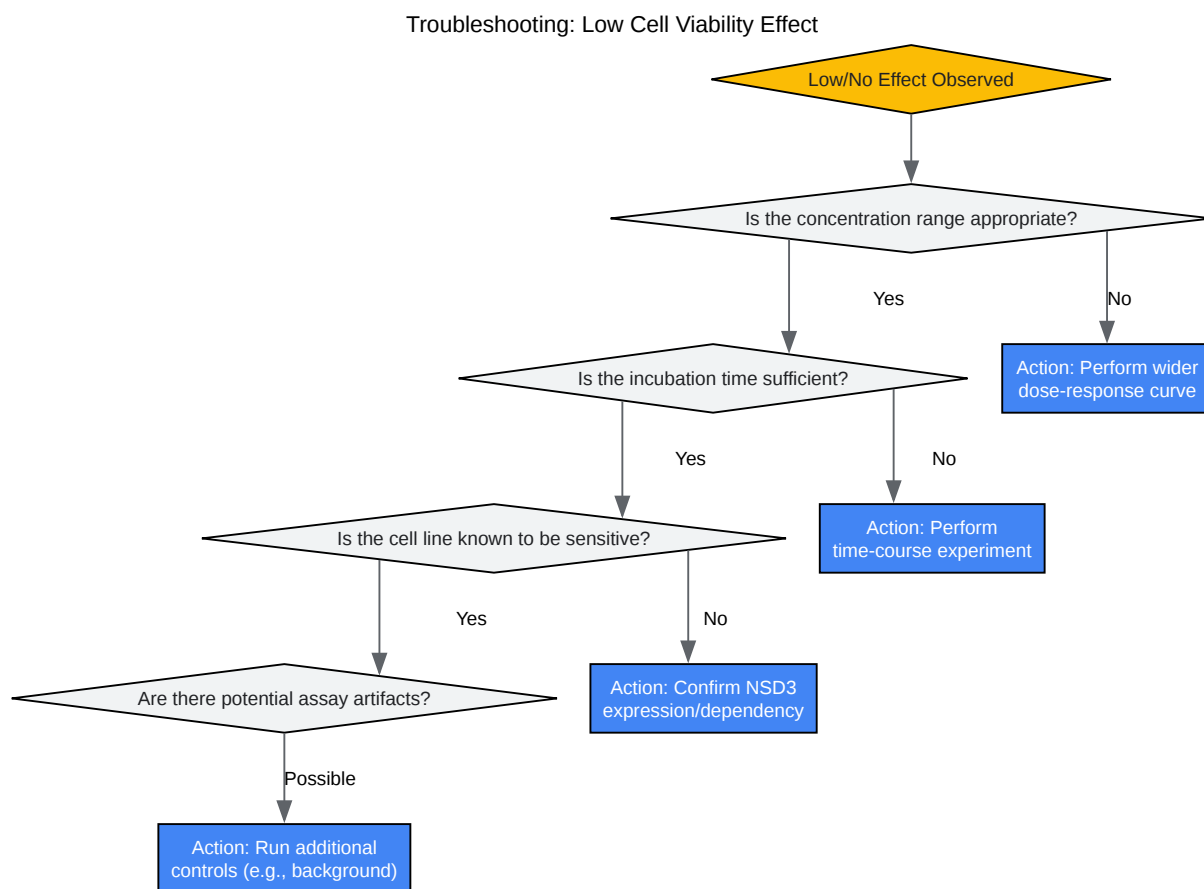 Troubleshooting: Low Cell Viability Effect
Low/No Effect Observed
Is the concentration range appropriate?
Yes
No
Is the incubation time sufficient?
Action: Perform wider
dose-response curve
Yes
No
Is the cell line known to be sensitive?
Action: Perform
time-course experiment
Yes
No
Are there potential assay artifacts?
Action: Confirm NSD3
expression/dependency
Possible
Action: Run additional
controls (e.g., background)